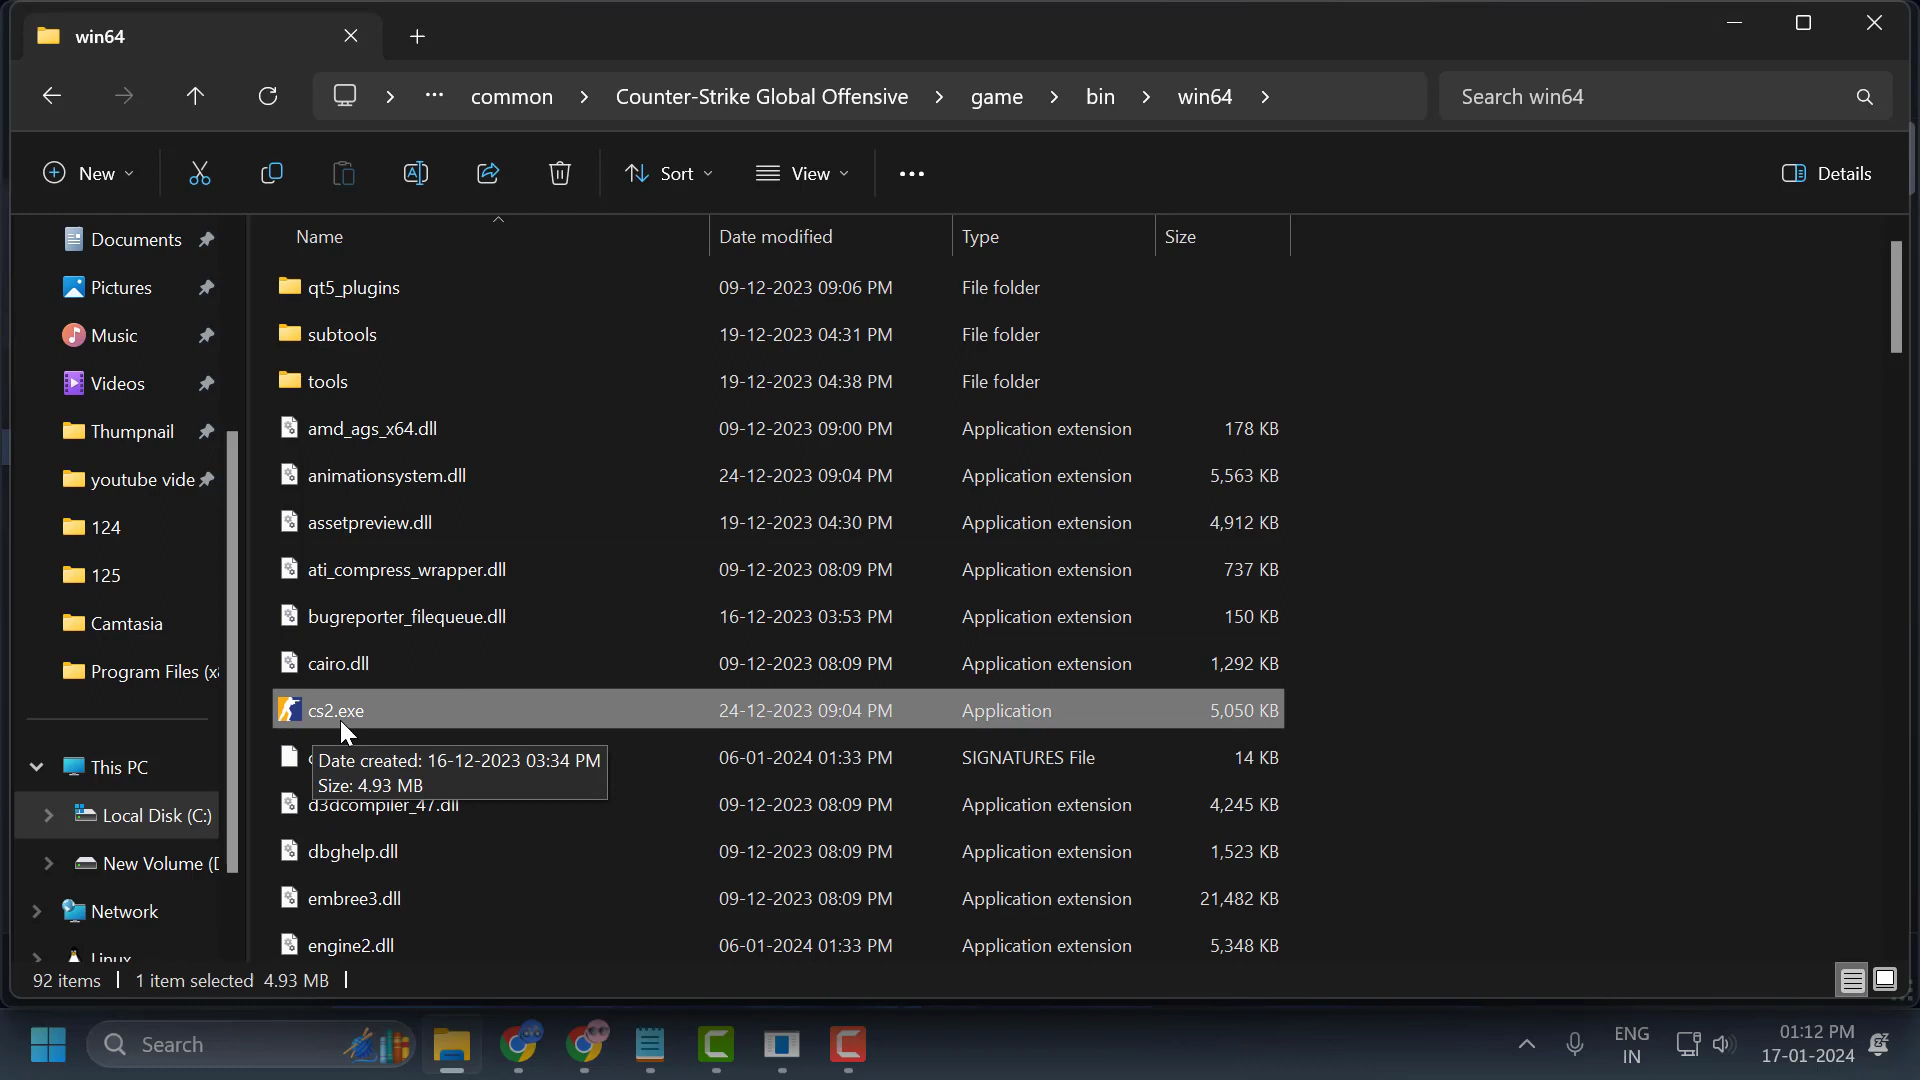 win64
common Counter-Strike Global Offensive game bin win64
Search win64
New Sort View Details
Name Date modified Type Size
Documents
Pictures
Music
Videos
Thumpnail
youtube vide
124
125
Camtasia
Program Files (x
This PC
Local Disk (C:)
New Volume (D
Network
Linux
qt5_plugins 09-12-2023 09:06 PM File folder
subtools 19-12-2023 04:31 PM File folder
tools 19-12-2023 04:38 PM File folder
amd_ags_x64.dll 09-12-2023 09:00 PM Application extension 178 KB
animationsystem.dll 24-12-2023 09:04 PM Application extension 5,563 KB
assetpreview.dll 19-12-2023 04:30 PM Application extension 4,912 KB
ati_compress_wrapper.dll 09-12-2023 08:09 PM Application extension 737 KB
bugreporter_filequeue.dll 16-12-2023 03:53 PM Application extension 150 KB
cairo.dll 09-12-2023 08:09 PM Application extension 1,292 KB
cs2.exe 24-12-2023 09:04 PM Application 5,050 KB
06-01-2024 01:33 PM SIGNATURES File 14 KB
Date created: 16-12-2023 03:34 PM
Size: 4.93 MB
d3dcompiler_47.dll 09-12-2023 08:09 PM Application extension 4,245 KB
dbghelp.dll 09-12-2023 08:09 PM Application extension 1,523 KB
embree3.dll 09-12-2023 08:09 PM Application extension 21,482 KB
engine2.dll 06-01-2024 01:33 PM Application extension 5,348 KB
92 items 1 item selected 4.93 MB
Search
ENG
IN
01:12 PM
17-01-2024